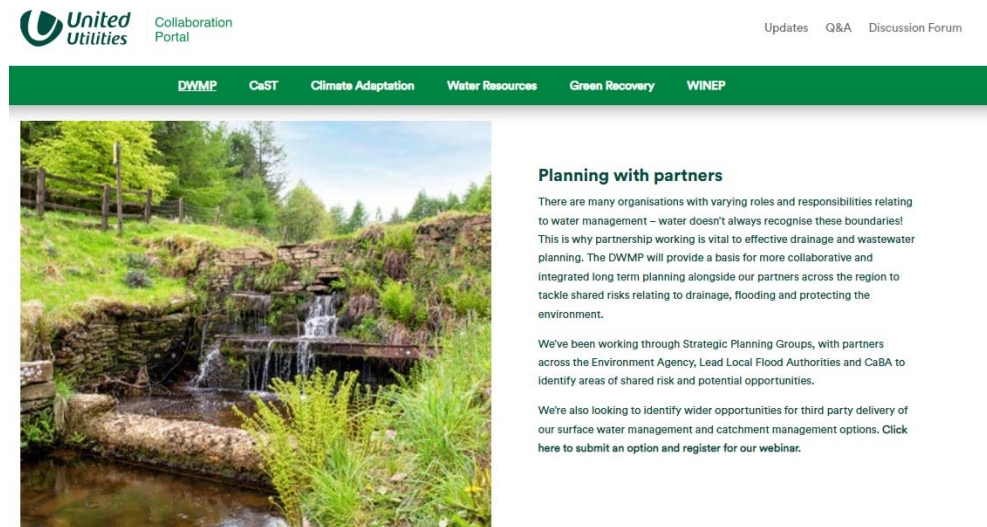 United
Utilities
Collaboration
Portal
Updates Q&A Discussion Forum
DWMP CaST Climate Adaptation Water Resources Green Recovery WINEP
Planning with partners
There are many organisations with varying roles and responsibilities relating
to water management – water doesn't always recognise these boundaries!
This is why partnership working is vital to effective drainage and wastewater
planning. The DWMP will provide a basis for more collaborative and
integrated long term planning alongside our partners across the region to
tackle shared risks relating to drainage, flooding and protecting the
environment.
We've been working through Strategic Planning Groups, with partners
across the Environment Agency, Lead Local Flood Authorities and CaBA to
identify areas of shared risk and potential opportunities.
We're also looking to identify wider opportunities for third party delivery of
our surface water management and catchment management options. Click
here to submit an option and register for our webinar.